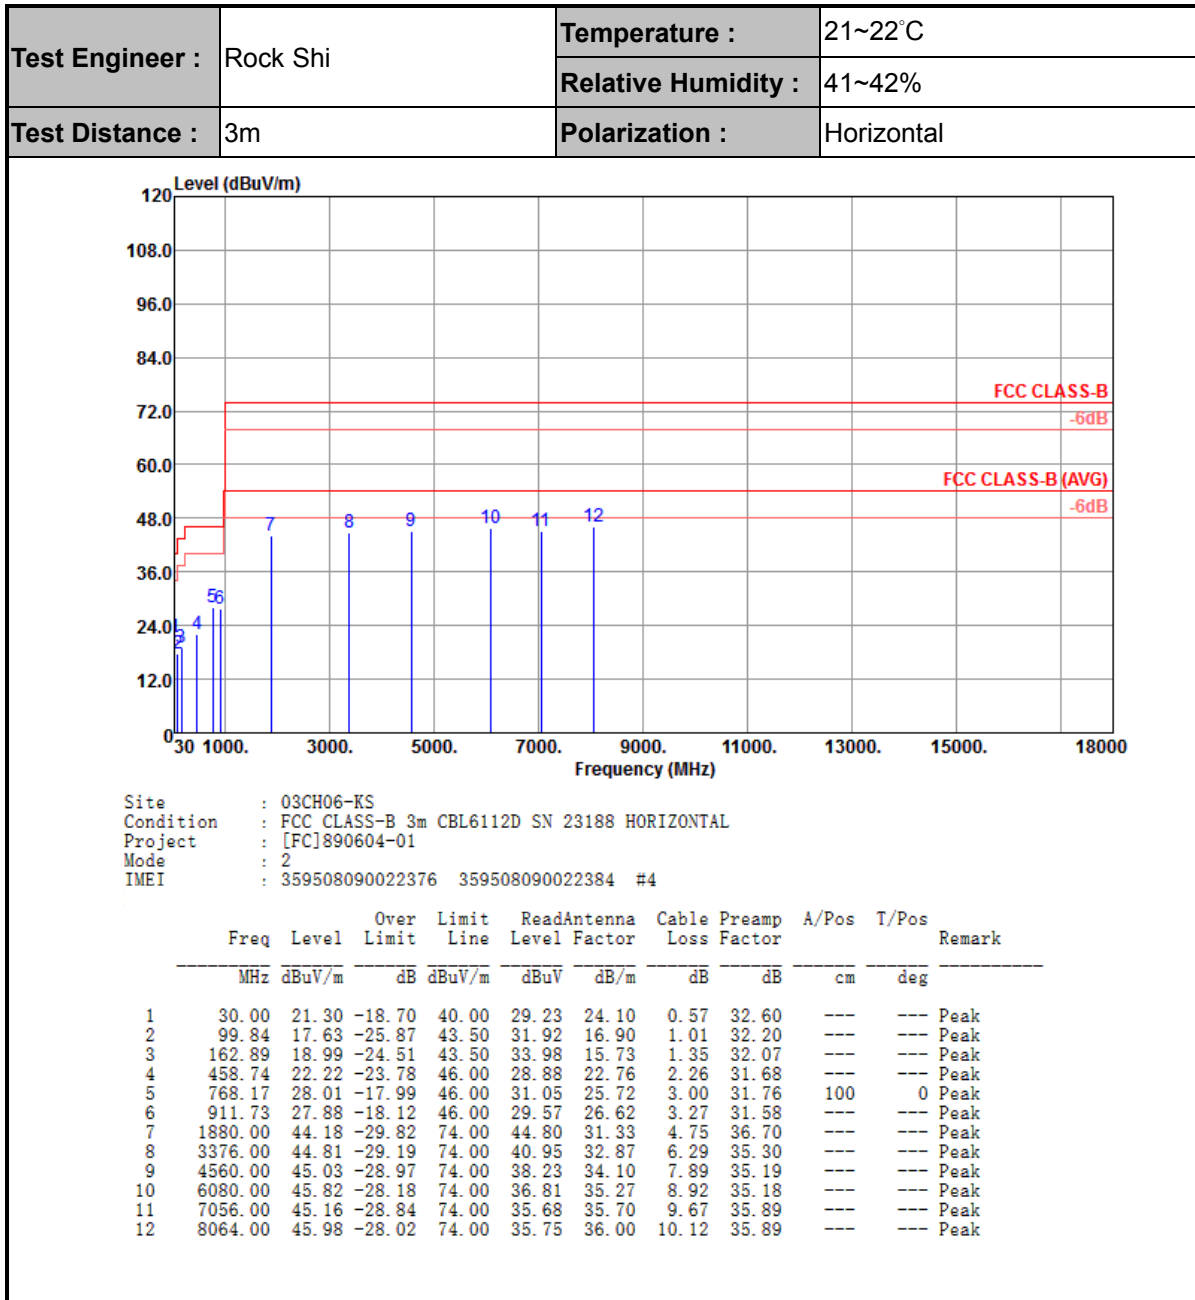 Test Engineer : Rock Shi Temperature : 21~22°C
Relative Humidity : 41~42%
Test Distance : 3m Polarization : Horizontal
Level (dBuV/m)
120
108.0
96.0
84.0
FCC CLASS-B
72.0
-6dB
60.0
FCC CLASS-B (AVG)
-6dB
48.0
7 8 9 10 11 12
36.0
5 6
24.0
1 2 3 4
12.0
0
30 1000. 3000. 5000. 7000. 9000. 11000. 13000. 15000. 18000
Frequency (MHz)
Site : 03CH06-KS
Condition : FCC CLASS-B 3m CBL6112D SN 23188 HORIZONTAL
Project : [FC]890604-01
Mode : 2
IMEI : 359508090022376 359508090022384 #4
Over Limit ReadAntenna Cable Preamp A/Pos T/Pos
Freq Level Limit Line Level Factor Loss Factor Remark
MHz dBuV/m dB dBuV/m dBuV dB/m dB dB cm deg
1 30.00 21.30 -18.70 40.00 29.23 24.10 0.57 32.60 --- --- Peak
2 99.84 17.63 -25.87 43.50 31.92 16.90 1.01 32.20 --- --- Peak
3 162.89 18.99 -24.51 43.50 33.98 15.73 1.35 32.07 --- --- Peak
4 458.74 22.22 -23.78 46.00 28.88 22.76 2.26 31.68 --- --- Peak
5 768.17 28.01 -17.99 46.00 31.05 25.72 3.00 31.76 100 0 Peak
6 911.73 27.88 -18.12 46.00 29.57 26.62 3.27 31.58 --- --- Peak
7 1880.00 44.18 -29.82 74.00 44.80 31.33 4.75 36.70 --- --- Peak
8 3376.00 44.81 -29.19 74.00 40.95 32.87 6.29 35.30 --- --- Peak
9 4560.00 45.03 -28.97 74.00 38.23 34.10 7.89 35.19 --- --- Peak
10 6080.00 45.82 -28.18 74.00 36.81 35.27 8.92 35.18 --- --- Peak
11 7056.00 45.16 -28.84 74.00 35.68 35.70 9.67 35.89 --- --- Peak
12 8064.00 45.98 -28.02 74.00 35.75 36.00 10.12 35.89 --- --- Peak